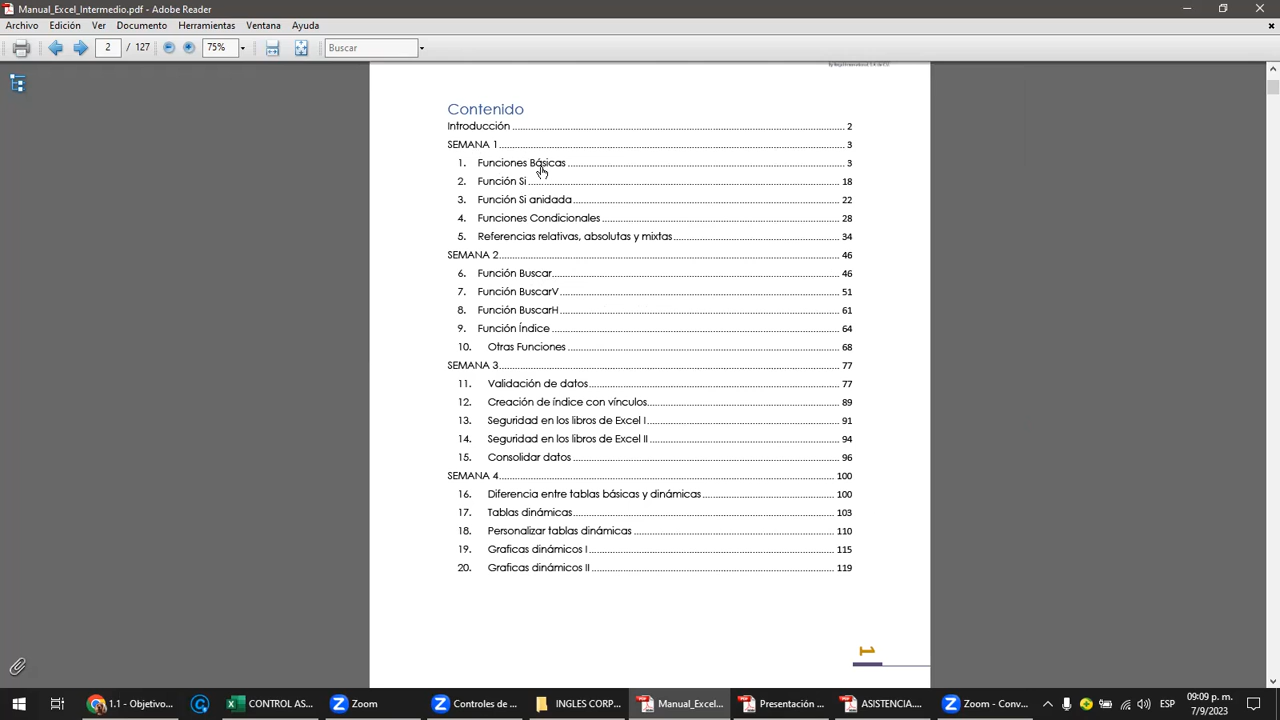 Manual_Excel_Intermedio.pdf - Adobe Reader
Archivo Edición Ver Documento Herramientas Ventana Ayuda
2 / 127 75% Buscar
Contenido
Introducción 2
SEMANA 1 3
1. Funciones Básicas 3
2. Función Si 18
3. Función Si anidada 22
4. Funciones Condicionales 28
5. Referencias relativas, absolutas y mixtas 34
SEMANA 2 46
6. Función Buscar 46
7. Función BuscarV 51
8. Función BuscarH 61
9. Función Índice 64
10. Otras Funciones 68
SEMANA 3 77
11. Validación de datos 77
12. Creación de índice con vínculos 89
13. Seguridad en los libros de Excel I 91
14. Seguridad en los libros de Excel II 94
15. Consolidar datos 96
SEMANA 4 100
16. Diferencia entre tablas básicas y dinámicas 100
17. Tablas dinámicas 103
18. Personalizar tablas dinámicas 110
19. Graficas dinámicos I 115
20. Graficas dinámicos II 119
1
1.1 - Objetivo... CONTROL AS... Zoom Controles de ... INGLES CORP... Manual_Excel... Presentación ... ASISTENCIA.... Zoom - Conv... ESP 09:09 p. m.
7/9/2023